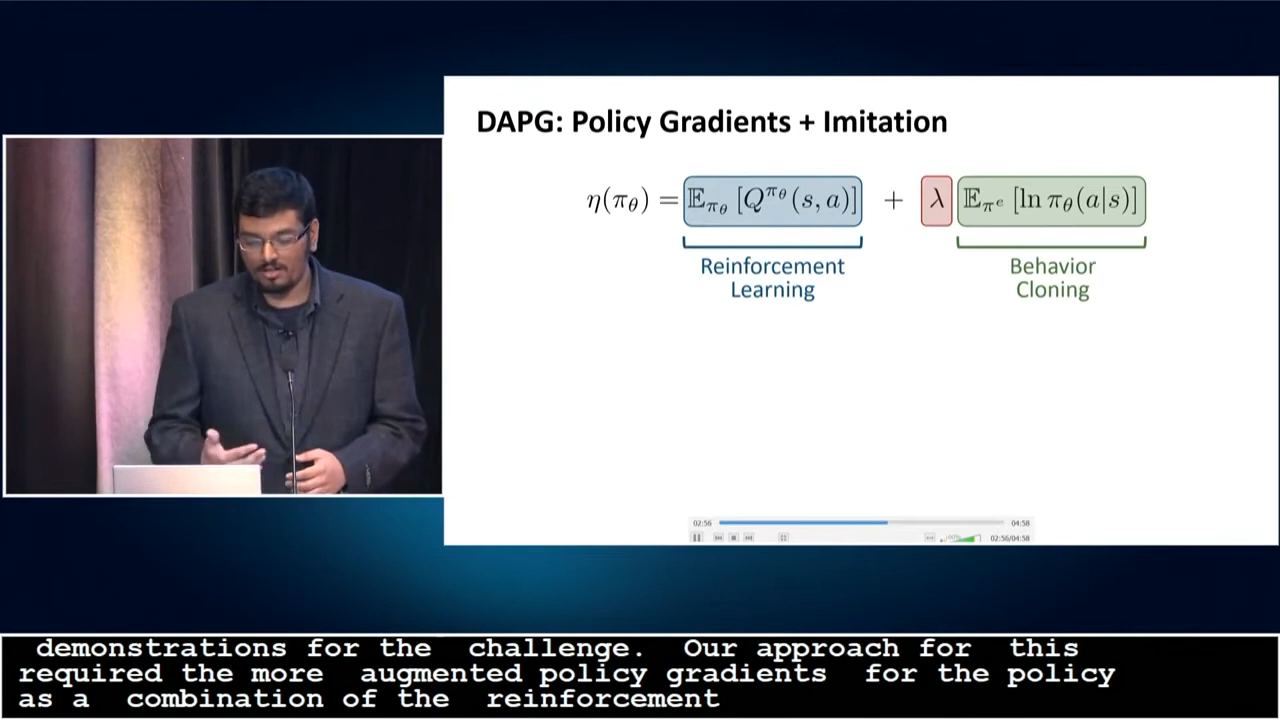 DAPG: Policy Gradients + Imitation
η(π_θ) = 𝔼_{π_θ} [Q^{π_θ}(s, a)] + λ 𝔼_{π^e} [ln π_θ(a|s)]
Reinforcement
Learning
Behavior
Cloning
02:56
04:58
100%
02:56/04:58
demonstrations for the challenge. Our approach for this
required the more augmented policy gradients for the policy
as a combination of the reinforcement